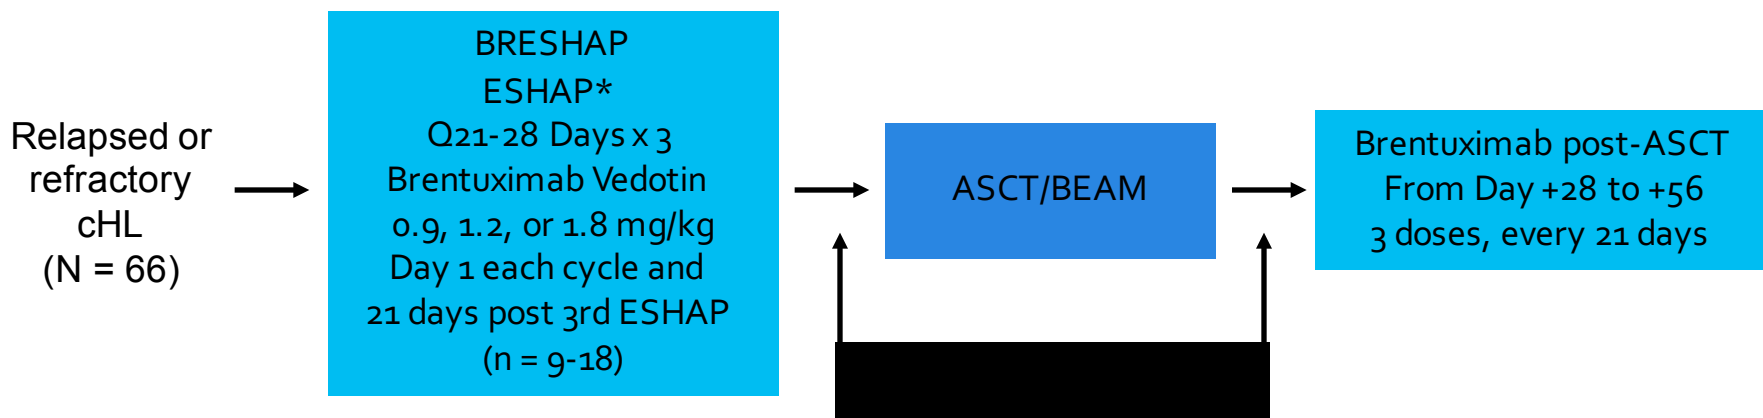 Relapsed or
refractory
cHL
(N = 66)
BRESHAP
ESHAP*
Q21-28 Days x 3
Brentuximab Vedotin
0.9, 1.2, or 1.8 mg/kg
Day 1 each cycle and
21 days post 3rd ESHAP
(n = 9-18)
ASCT/BEAM
Brentuximab post-ASCT
From Day +28 to +56
3 doses, every 21 days